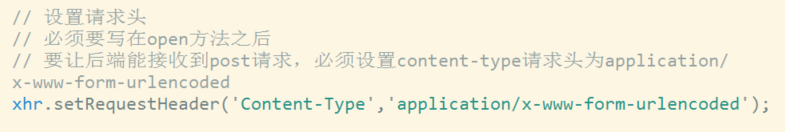 // 设置请求头
// 必须要写在open方法之后
// 要让后端能接收到post请求，必须设置content-type请求头为application/
x-www-form-urlencoded
xhr.setRequestHeader('Content-Type','application/x-www-form-urlencoded');